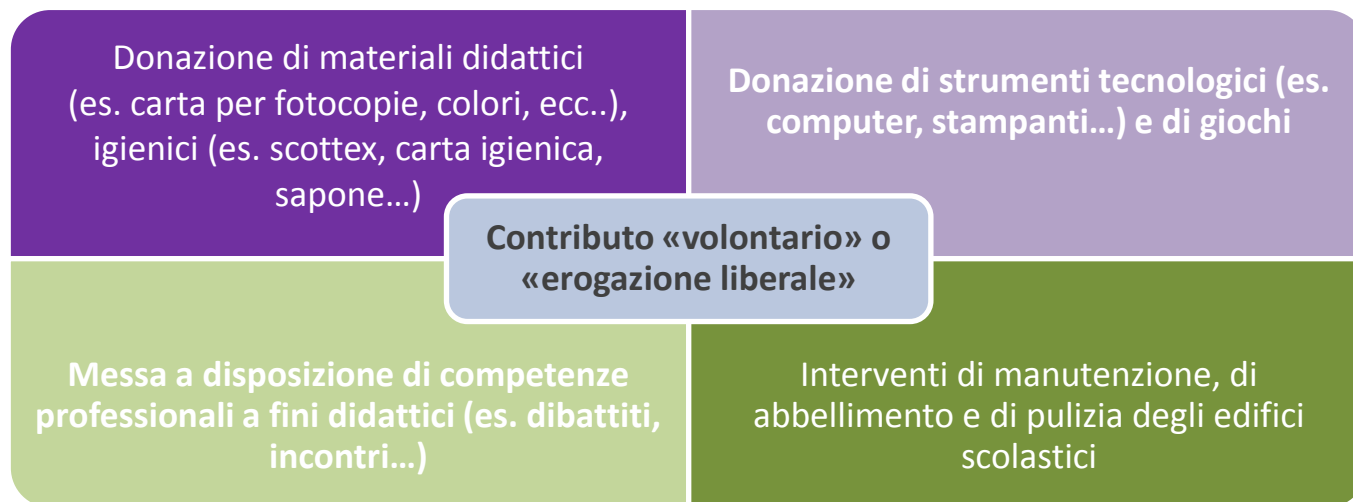 Donazione di materiali didattici
(es. carta per fotocopie, colori, ecc..),
igienici (es. scottex, carta igienica,
sapone…)
Donazione di strumenti tecnologici (es.
computer, stampanti…) e di giochi
Contributo «volontario» o
«erogazione liberale»
Messa a disposizione di competenze
professionali a fini didattici (es. dibattiti,
incontri…)
Interventi di manutenzione, di
abbellimento e di pulizia degli edifici
scolastici